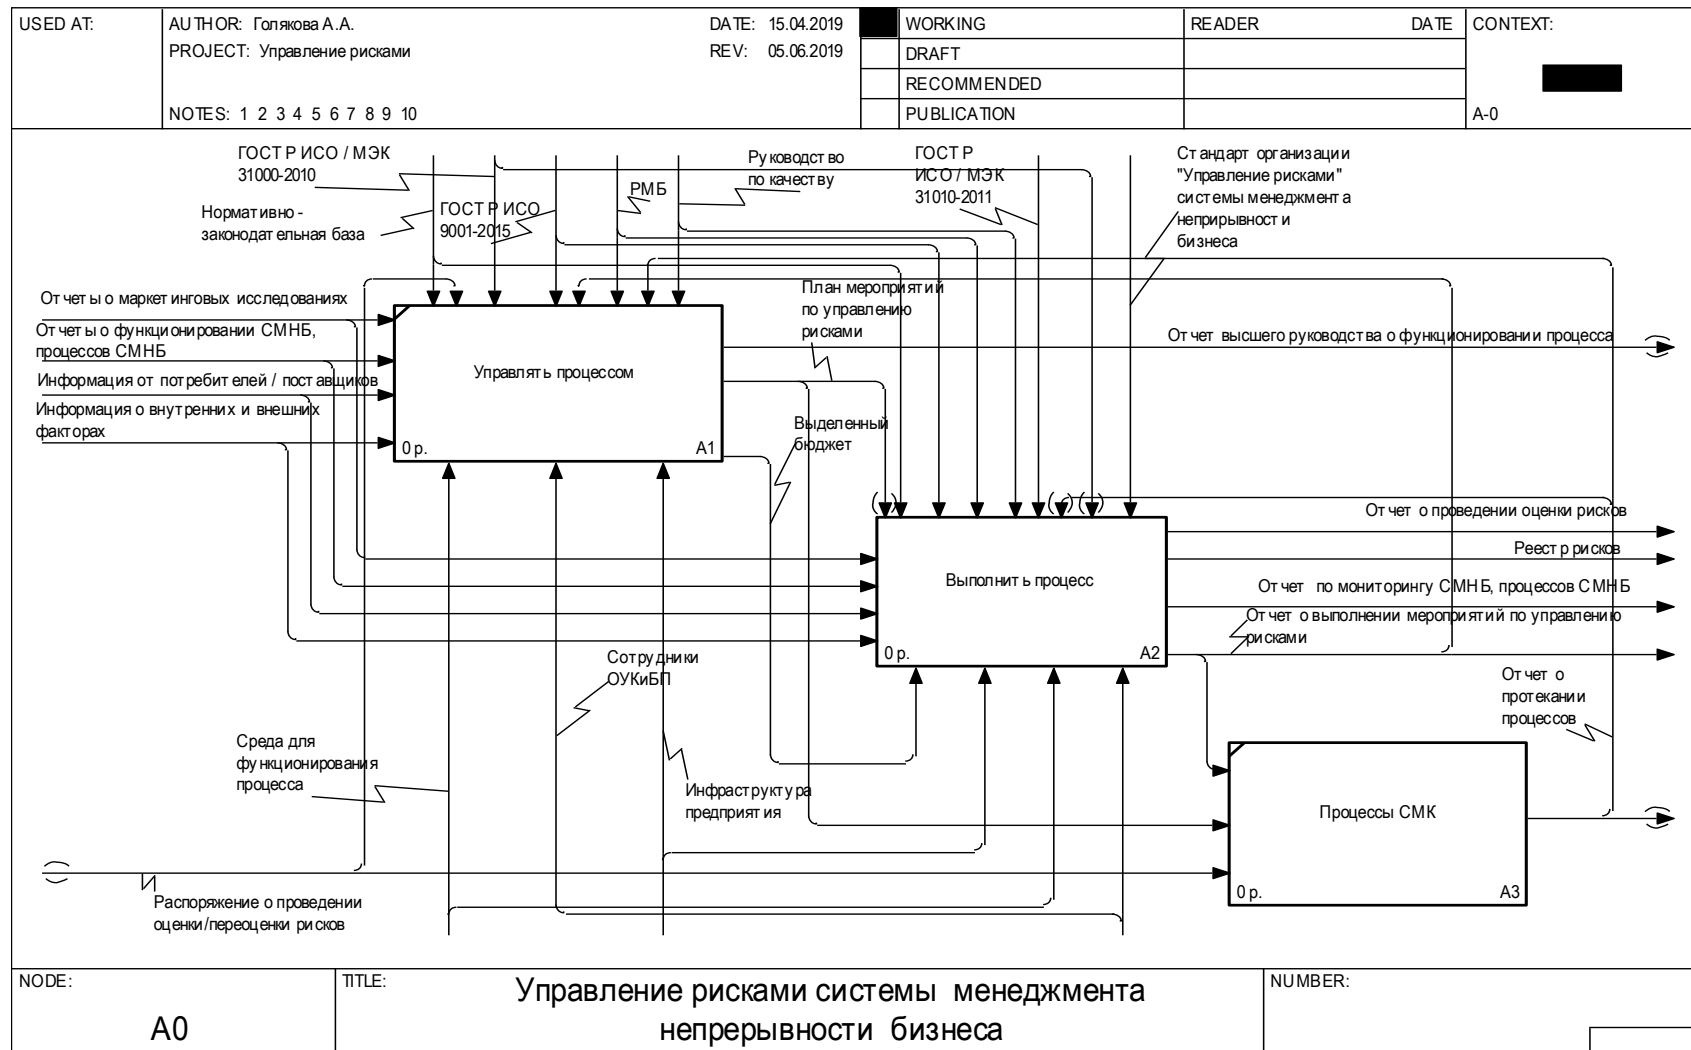 USED AT:
AUTHOR: Голякова А.А.
DATE: 15.04.2019
PROJECT: Управление рисками
REV: 05.06.2019
NOTES: 1 2 3 4 5 6 7 8 9 10
WORKING
DRAFT
RECOMMENDED
PUBLICATION
READER
DATE
CONTEXT:
A-0
ГОСТ Р ИСО / МЭК
31000-2010
Нормативно -
законодательная база
ГОСТ Р ИСО
9001-2015
РМБ
Руководство
по качеству
ГОСТ Р
ИСО / МЭК
31010-2011
Стандарт организации
"Управление рисками"
системы менеджмента
неприрывности
бизнеса
Отчеты о маркетинговых исследованиях
Отчеты о функционировании СМНБ,
процессов СМНБ
Информация от потребителей / поставщиков
Информация о внутренних и внешних
факторах
Управлять процессом
0 р.
A1
План мероприятий
по управлению
рисками
Отчет высшего руководства о функционировании процесса
Выделенный
бюджет
Выполнить процесс
0 р.
A2
Отчет о проведении оценки рисков
Реестр рисков
Отчет по мониторингу СМНБ, процессов СМНБ
Отчет о выполнении мероприятий по управлению
рисками
Сотрудники
ОУКиБП
Отчет о
протекании
процессов
Среда для
функционирования
процесса
Инфраструктура
предприятия
Процессы СМК
0 р.
A3
Распоряжение о проведении
оценки/переоценки рисков
NODE:
A0
TITLE:
Управление рисками системы менеджмента
непрерывности бизнеса
NUMBER: